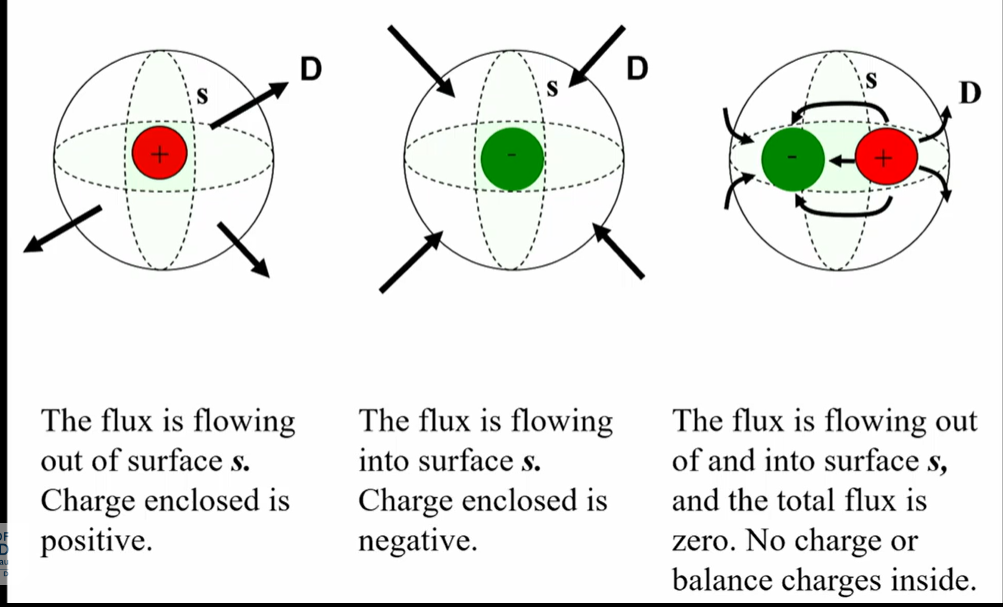 D
s
+
D
s
-
D
s
-
+
The flux is flowing
out of surface s.
Charge enclosed is
positive.
The flux is flowing
into surface s.
Charge enclosed is
negative.
The flux is flowing out
of and into surface s,
and the total flux is
zero. No charge or
balance charges inside.